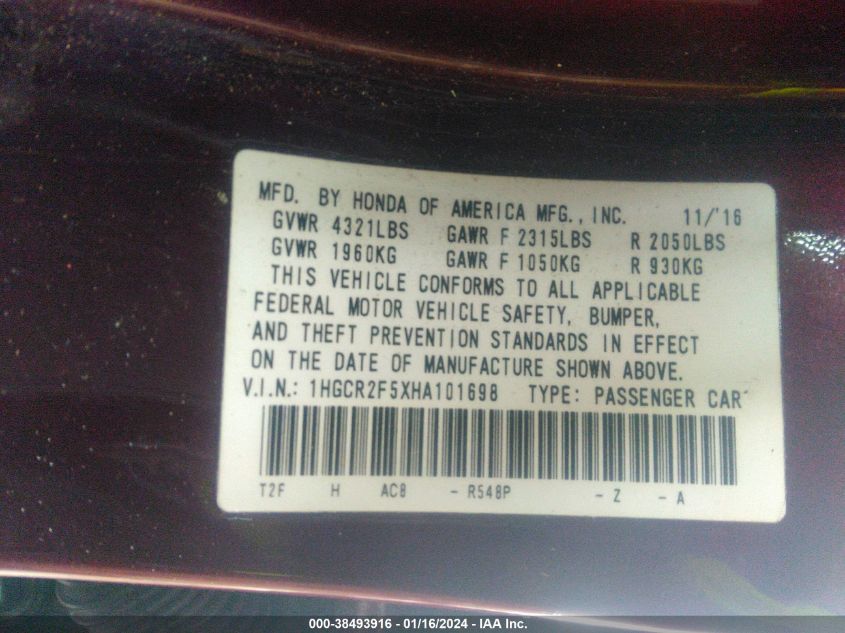 MFD. BY HONDA OF AMERICA MFG., INC. 11/'16
GVWR 4321LBS GAWR F 2315LBS R 2050LBS
GVWR 1960KG GAWR F 1050KG R 930KG
THIS VEHICLE CONFORMS TO ALL APPLICABLE
FEDERAL MOTOR VEHICLE SAFETY, BUMPER,
AND THEFT PREVENTION STANDARDS IN EFFECT
ON THE DATE OF MANUFACTURE SHOWN ABOVE.
V.I.N.: 1HGCR2F5XHA101698 TYPE: PASSENGER CAR
T2F H AC8 - R548P - Z - A
000-38493916 - 01/16/2024 - IAA Inc.